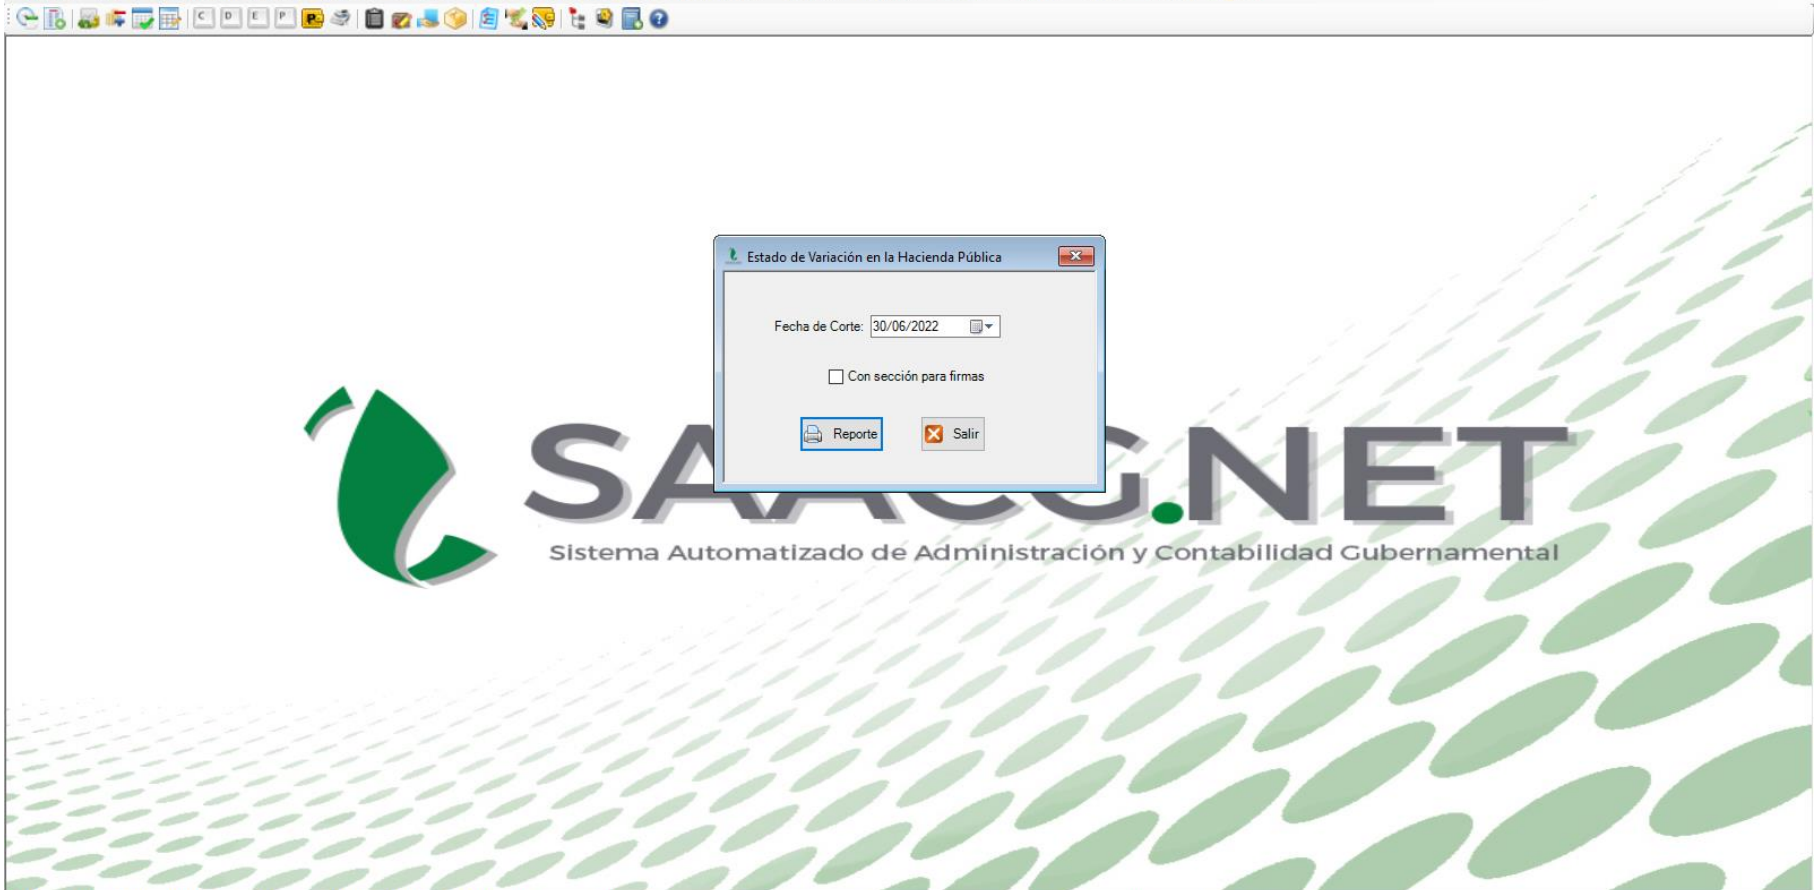 C D E P P
Estado de Variación en la Hacienda Pública
Fecha de Corte: 30/06/2022
Con sección para firmas
Reporte Salir
SAACG.NET
Sistema Automatizado de Administración y Contabilidad Gubernamental